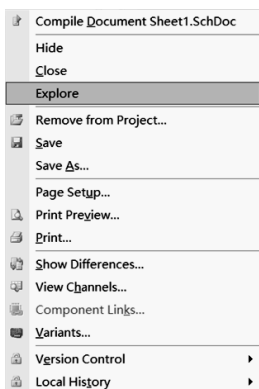 Compile Document Sheet1.SchDoc
Hide
Close
Explore
Remove from Project...
Save
Save As...
Page Setup...
Print Preview...
Print...
Show Differences...
View Channels...
Component Links...
Variants...
Version Control
Local History